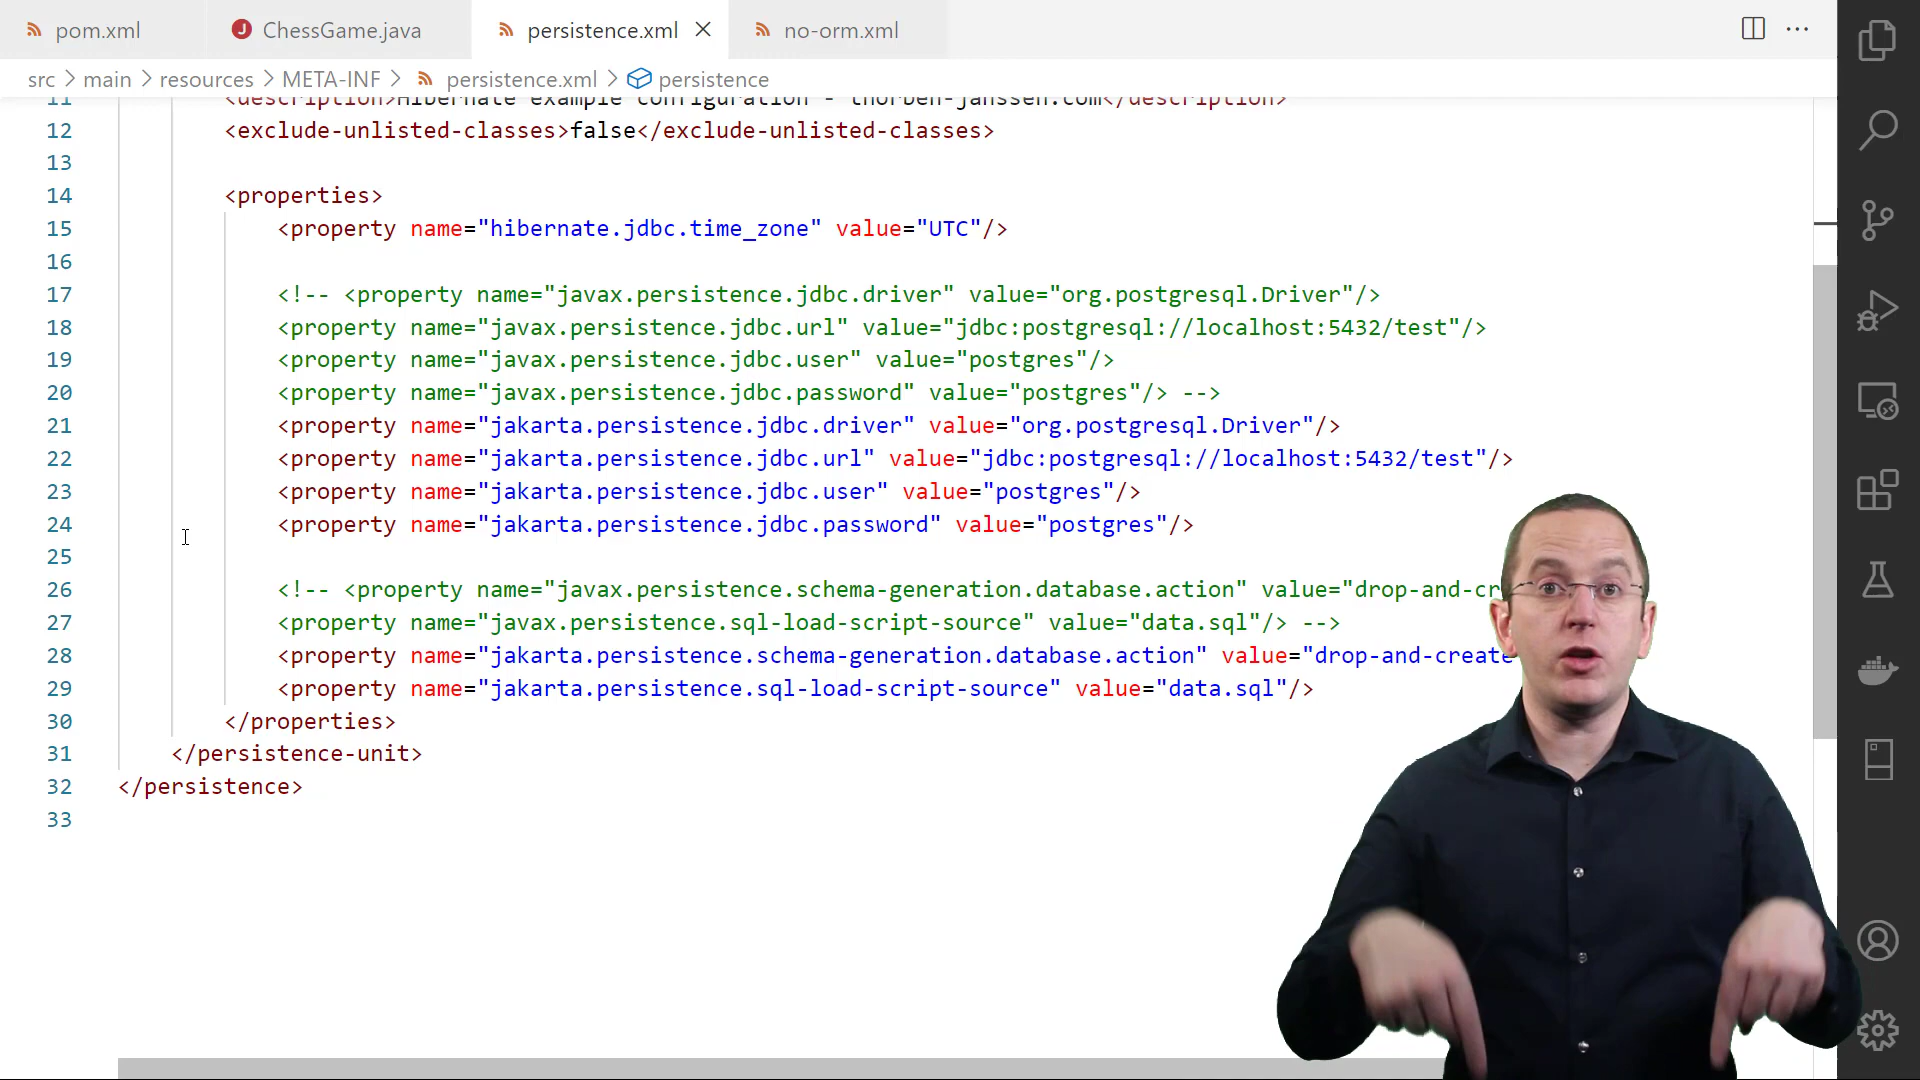 pom.xml
ChessGame.java
persistence.xml
no-orm.xml
src > main > resources > META-INF > persistence.xml > persistence
11 <description>Hibernate example configuration - thorben-janssen.com</description>
12 <exclude-unlisted-classes>false</exclude-unlisted-classes>
13
14 <properties>
15 <property name="hibernate.jdbc.time_zone" value="UTC"/>
16
17 <!-- <property name="javax.persistence.jdbc.driver" value="org.postgresql.Driver"/>
18 <property name="javax.persistence.jdbc.url" value="jdbc:postgresql://localhost:5432/test"/>
19 <property name="javax.persistence.jdbc.user" value="postgres"/>
20 <property name="javax.persistence.jdbc.password" value="postgres"/> -->
21 <property name="jakarta.persistence.jdbc.driver" value="org.postgresql.Driver"/>
22 <property name="jakarta.persistence.jdbc.url" value="jdbc:postgresql://localhost:5432/test"/>
23 <property name="jakarta.persistence.jdbc.user" value="postgres"/>
24 <property name="jakarta.persistence.jdbc.password" value="postgres"/>
25
26 <!-- <property name="javax.persistence.schema-generation.database.action" value="drop-and-cr
27 <property name="javax.persistence.sql-load-script-source" value="data.sql"/> -->
28 <property name="jakarta.persistence.schema-generation.database.action" value="drop-and-create
29 <property name="jakarta.persistence.sql-load-script-source" value="data.sql"/>
30 </properties>
31 </persistence-unit>
32 </persistence>
33